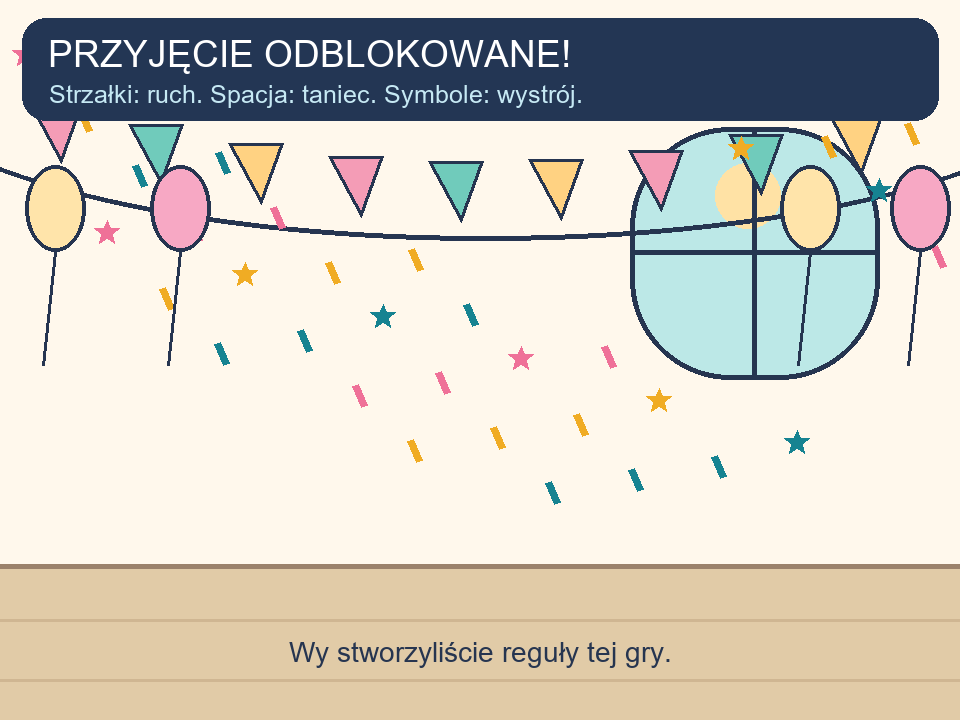 PRZYJĘCIE ODBLOKOWANE!
Strzałki: ruch. Spacja: taniec. Symbole: wystrój.
Wy stworzyliście reguły tej gry.